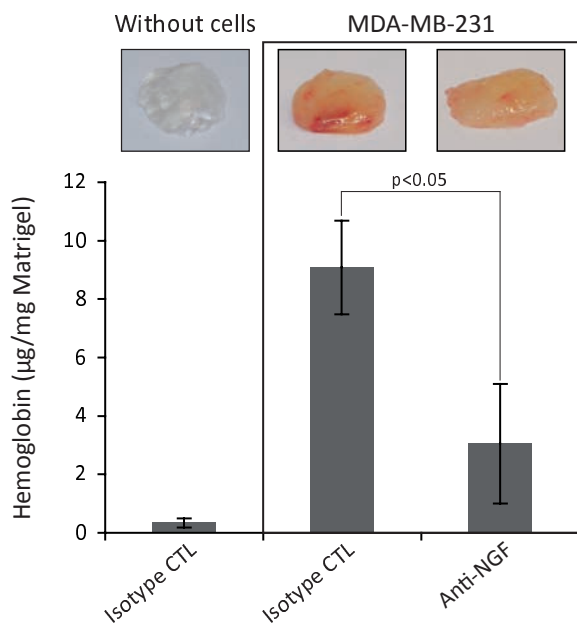 Without cells
MDA-MB-231
p<0.05
Hemoglobin (µg/mg Matrigel)
12
10
8
6
4
2
0
Isotype CTL
Isotype CTL
Anti-NGF